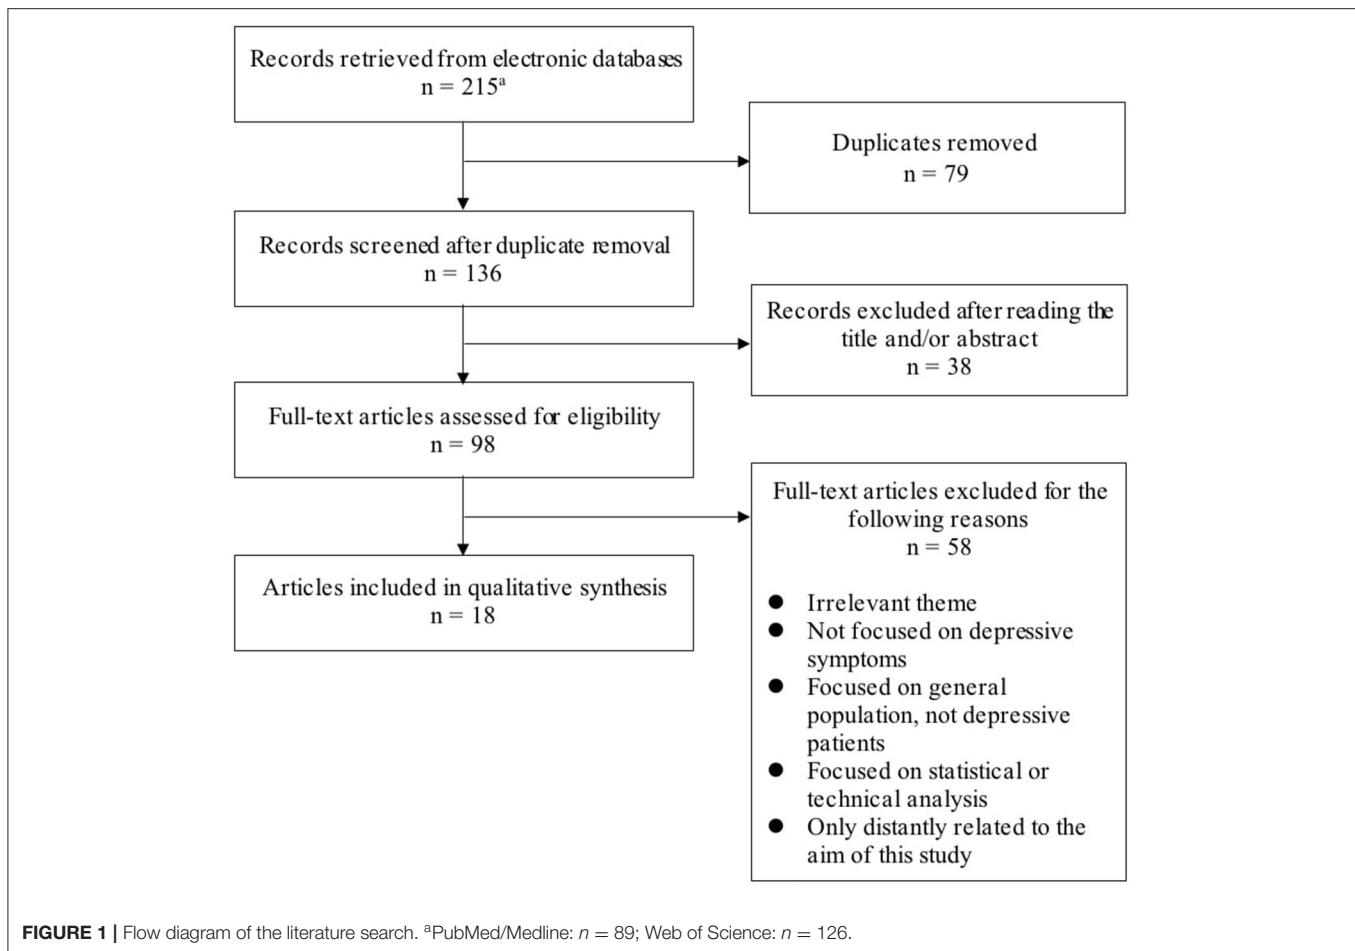 Records retrieved from electronic databases
n = 215ᵃ
Duplicates removed
n = 79
Records screened after duplicate removal
n = 136
Records excluded after reading the
title and/or abstract
n = 38
Full-text articles assessed for eligibility
n = 98
Full-text articles excluded for the
following reasons
n = 58
● Irrelevant theme
● Not focused on depressive
symptoms
● Focused on general
population, not depressive
patients
● Focused on statistical or
technical analysis
● Only distantly related to the
aim of this study
Articles included in qualitative synthesis
n = 18
FIGURE 1 | Flow diagram of the literature search. ᵃPubMed/Medline: n = 89; Web of Science: n = 126.